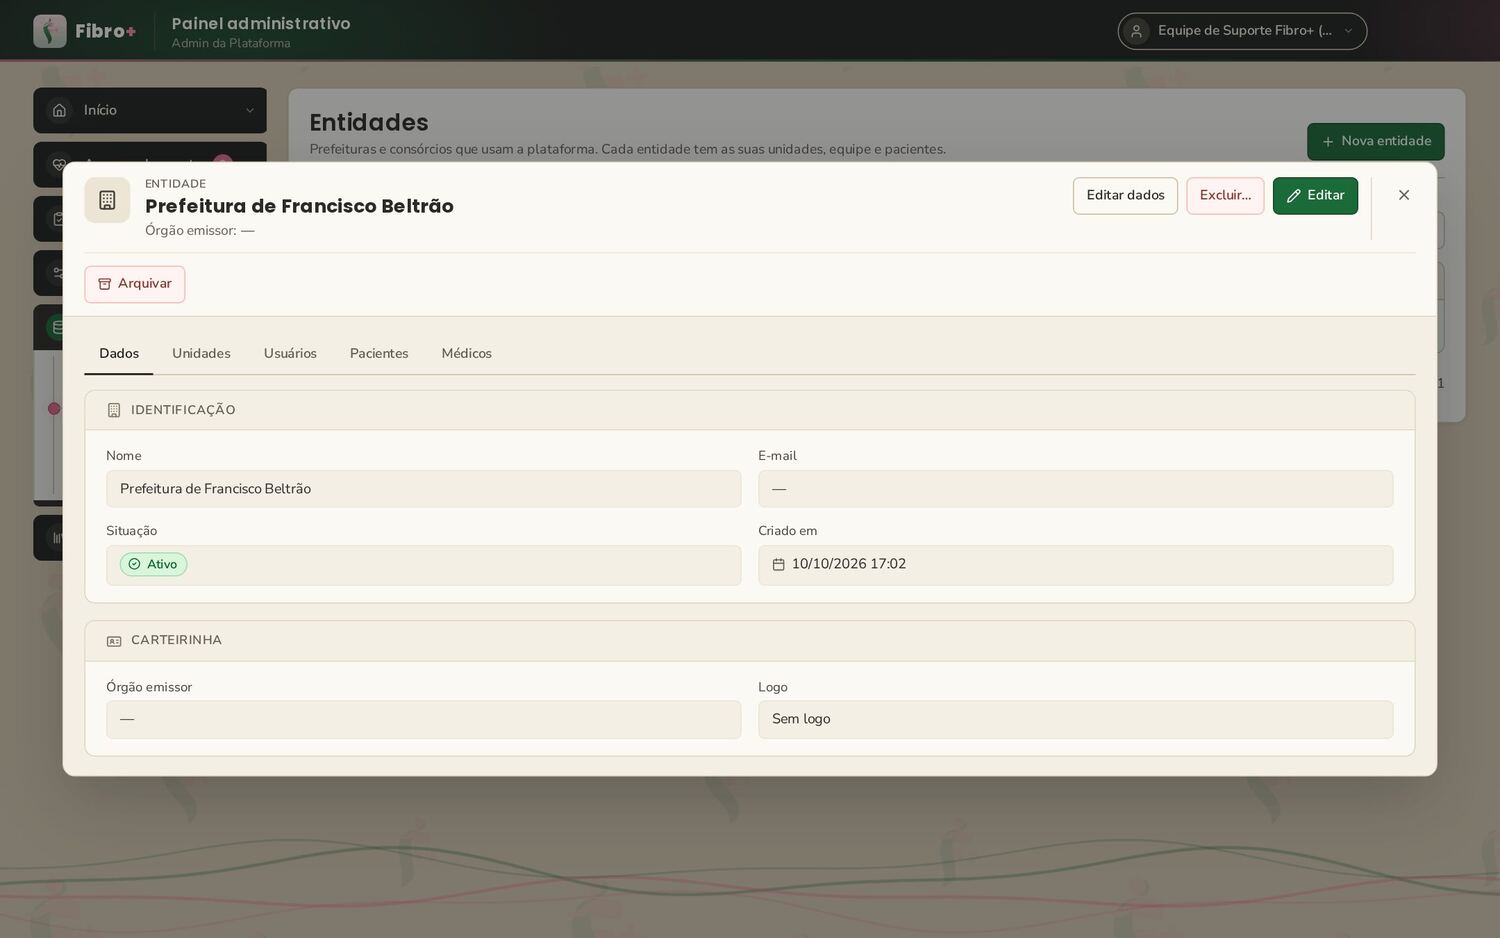 Fibro+
Painel administrativo
Admin da Plataforma
Equipe de Suporte Fibro+ (...
Início
Entidades
Prefeituras e consórcios que usam a plataforma. Cada entidade tem as suas unidades, equipe e pacientes.
Nova entidade
ENTIDADE
Prefeitura de Francisco Beltrão
Órgão emissor: —
Editar dados
Excluir...
Editar
Arquivar
Dados
Unidades
Usuários
Pacientes
Médicos
IDENTIFICAÇÃO
Nome
E-mail
Prefeitura de Francisco Beltrão
—
Situação
Criado em
Ativo
10/10/2026 17:02
CARTEIRINHA
Órgão emissor
Logo
—
Sem logo
1